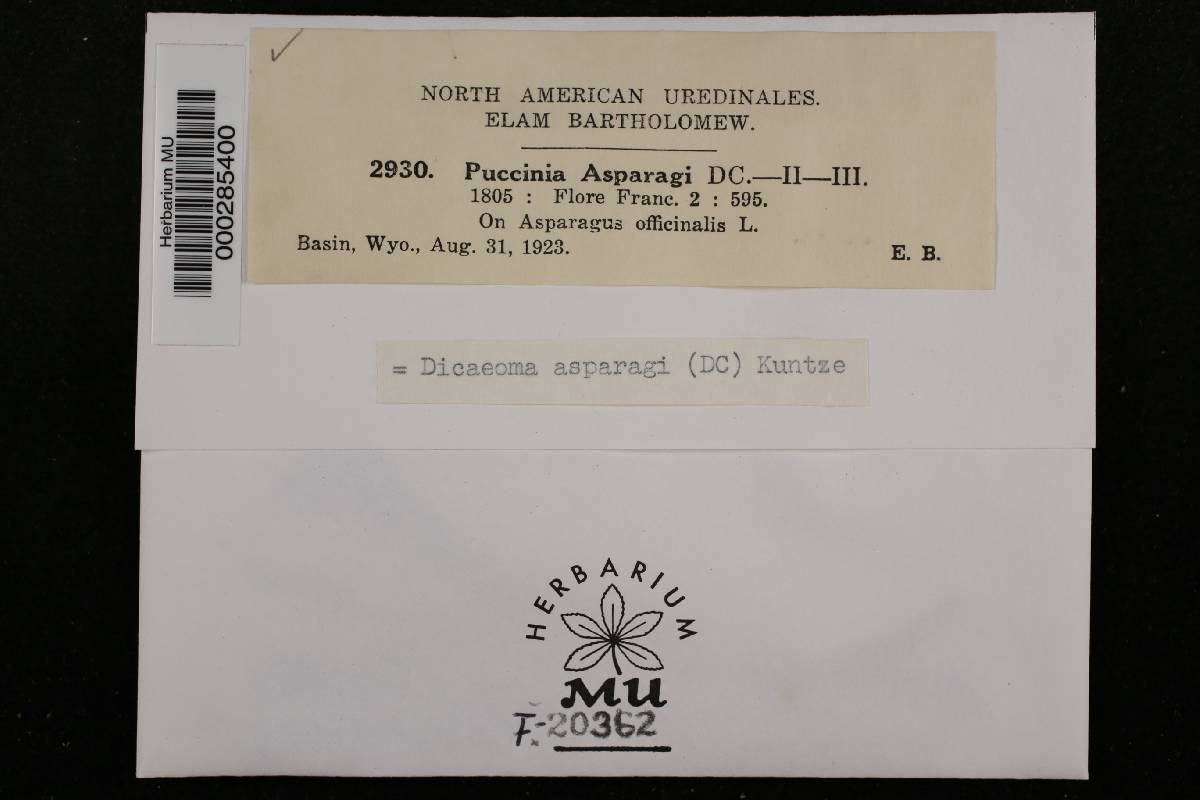 NORTH AMERICAN UREDINALES.
ELAM BARTHOLOMEW.
2930. Puccinia Asparagi DC.—II—III.
1805 : Flore Franc. 2 : 595.
On Asparagus officinalis L.
Basin, Wyo., Aug. 31, 1923. E. B.
Herbarium MU
000285400
= Dicaeoma asparagi (DC) Kuntze
HERBARIUM
MU
F-20362